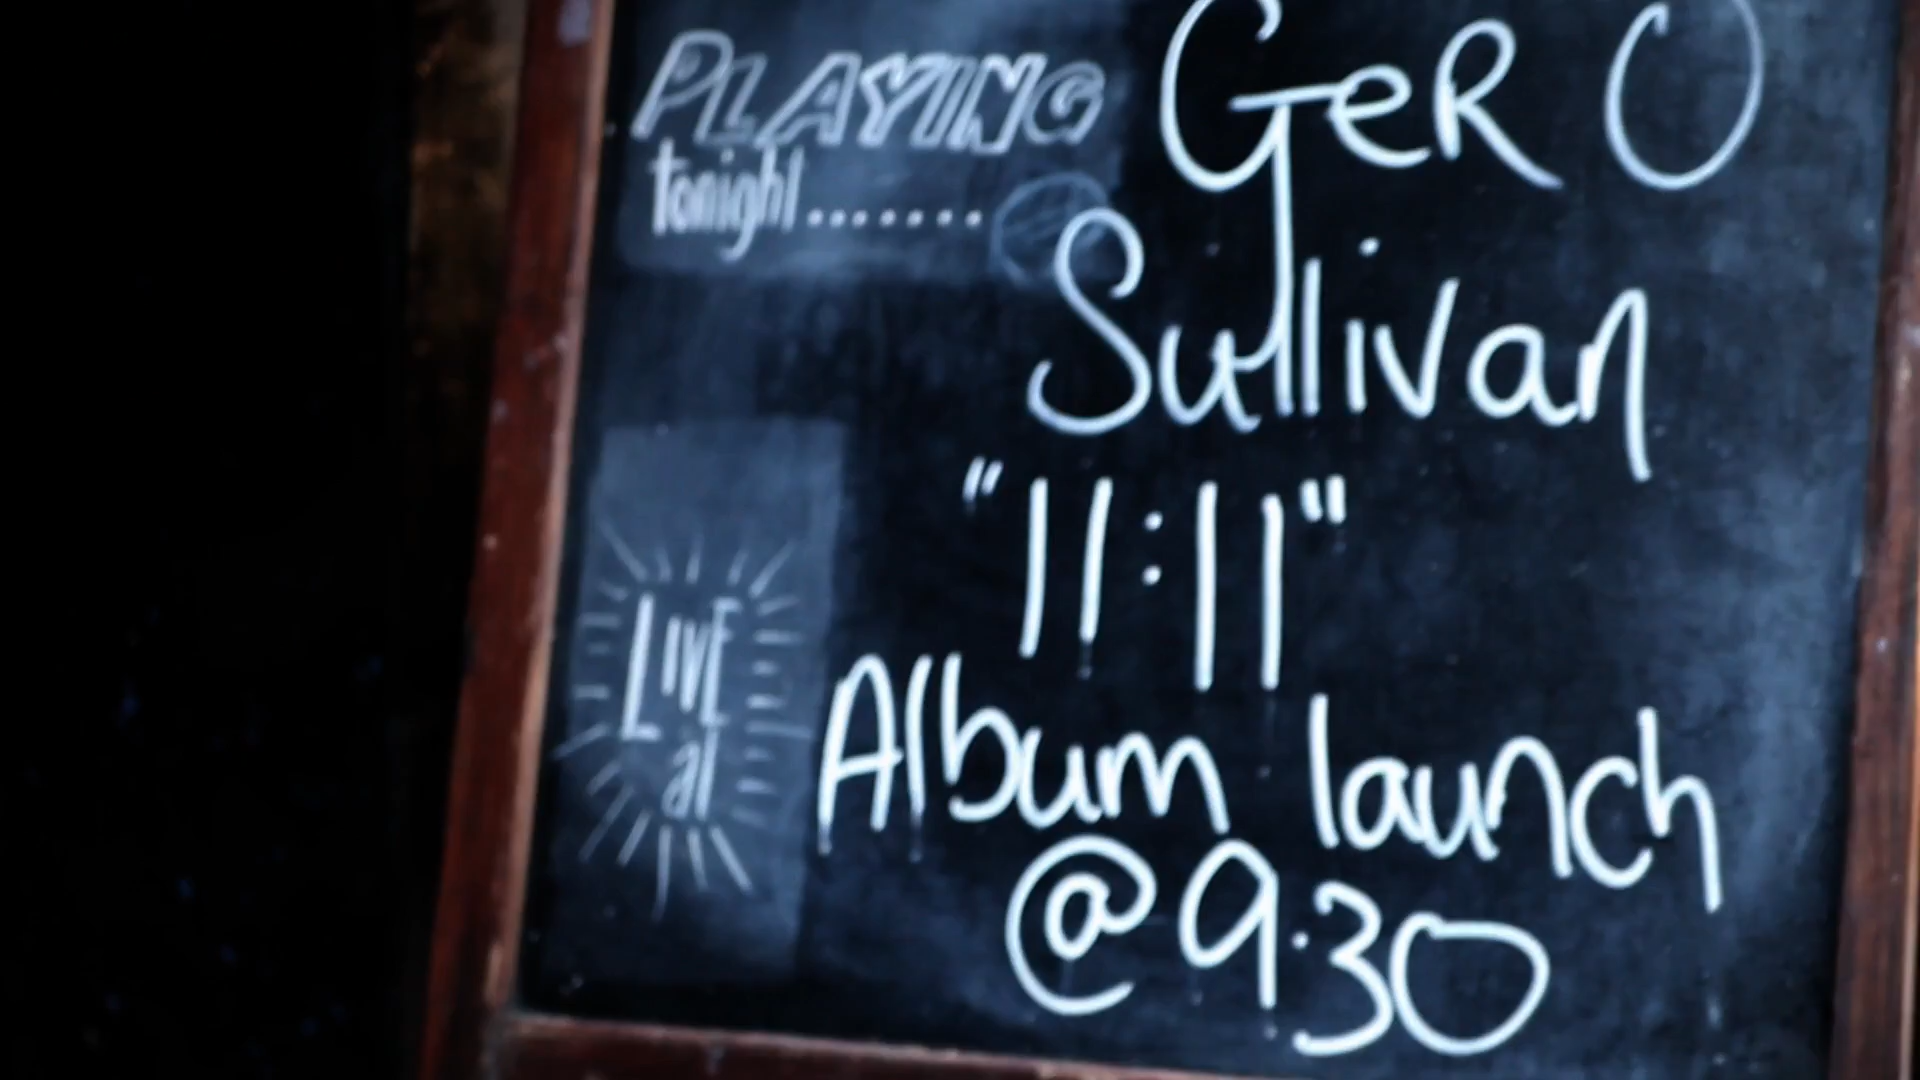 PLAYING
tonight.......
Ger O
Sullivan
"11:11"
LIVE
at
Album launch
@9.30